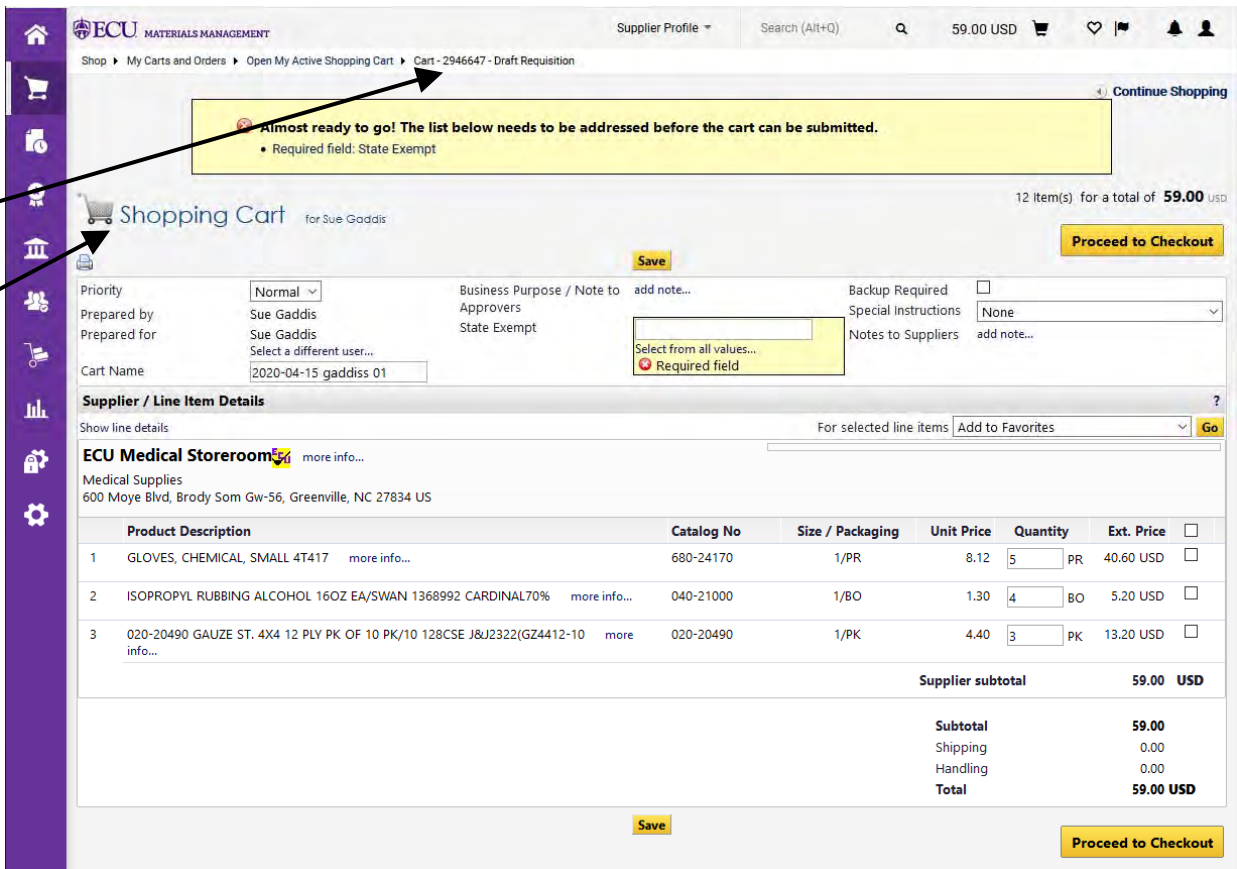 ECU MATERIALS MANAGEMENT Supplier Profile Search (Alt+Q) 59.00 USD
Shop My Carts and Orders Open My Active Shopping Cart Cart - 2946647 - Draft Requisition
Continue Shopping
Almost ready to go! The list below needs to be addressed before the cart can be submitted.
• Required field: State Exempt
12 Item(s) for a total of 59.00 USD
Shopping Cart for Sue Gaddis
Proceed to Checkout
Save
Priority Normal Business Purpose / Note to Approvers add note... Backup Required
Prepared by Sue Gaddis Special Instructions None
Prepared for Sue Gaddis State Exempt Notes to Suppliers add note...
Select a different user... Select from all values...
Required field
Cart Name 2020-04-15 gaddiss 01
Supplier / Line Item Details ?
Show line details For selected line items Add to Favorites Go
ECU Medical Storeroom more info...
Medical Supplies
600 Moye Blvd, Brody Som Gw-56, Greenville, NC 27834 US
Product Description Catalog No Size / Packaging Unit Price Quantity Ext. Price
1 GLOVES, CHEMICAL, SMALL 4T417 more info... 680-24170 1/PR 8.12 5 PR 40.60 USD
2 ISOPROPYL RUBBING ALCOHOL 16OZ EA/SWAN 1368992 CARDINAL70% more info... 040-21000 1/BO 1.30 4 BO 5.20 USD
3 020-20490 GAUZE ST. 4X4 12 PLY PK OF 10 PK/10 128CSE J&J2322(GZ4412-10 more info... 020-20490 1/PK 4.40 3 PK 13.20 USD
Supplier subtotal 59.00 USD
Subtotal 59.00
Shipping 0.00
Handling 0.00
Total 59.00 USD
Save
Proceed to Checkout